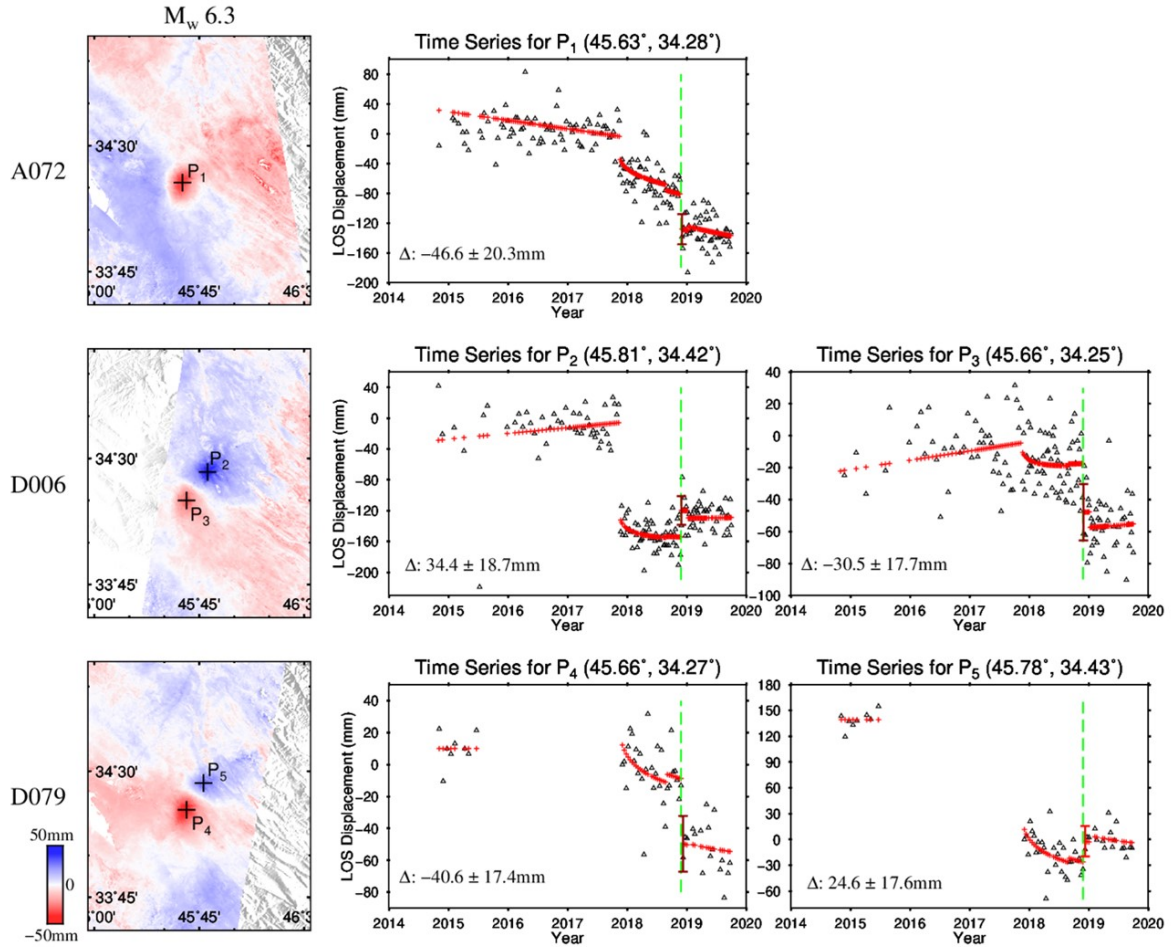 M_w 6.3
A072
34°30'
33°45'
5°00'
45°45'
46°3
P1
Time Series for P1 (45.63˚, 34.28˚)
LOS Displacement (mm)
80
40
0
−40
−80
−120
−160
−200
Δ: −46.6 ± 20.3mm
2014 2015 2016 2017 2018 2019 2020
Year
D006
34°30'
33°45'
5°00'
45°45'
46°3
P2
P3
Time Series for P2 (45.81˚, 34.42˚)
LOS Displacement (mm)
40
0
−40
−80
−120
−160
−200
Δ: 34.4 ± 18.7mm
2014 2015 2016 2017 2018 2019 2020
Year
Time Series for P3 (45.66˚, 34.25˚)
40
20
0
−20
−40
−60
−80
−100
Δ: −30.5 ± 17.7mm
2014 2015 2016 2017 2018 2019 2020
Year
D079
34°30'
33°45'
5°00'
45°45'
46°3
P5
P4
50mm
0
−50mm
Time Series for P4 (45.66˚, 34.27˚)
LOS Displacement (mm)
40
20
0
−20
−40
−60
−80
Δ: −40.6 ± 17.4mm
2014 2015 2016 2017 2018 2019 2020
Year
Time Series for P5 (45.78˚, 34.43˚)
180
150
120
90
60
30
0
−30
−60
Δ: 24.6 ± 17.6mm
2014 2015 2016 2017 2018 2019 2020
Year